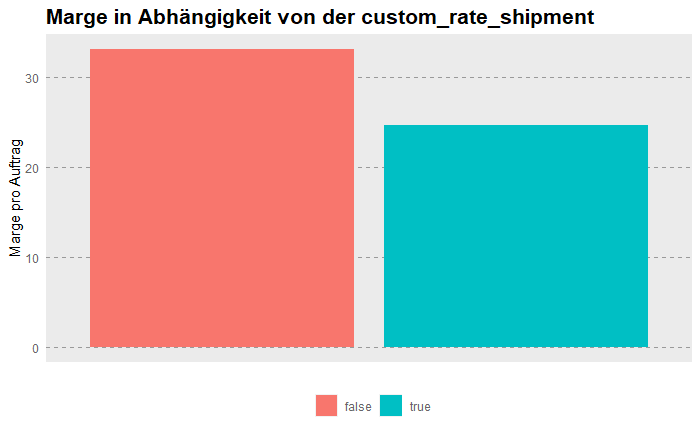 Marge in Abhängigkeit von der custom_rate_shipment
Marge pro Auftrag
30
20
10
0
false
true